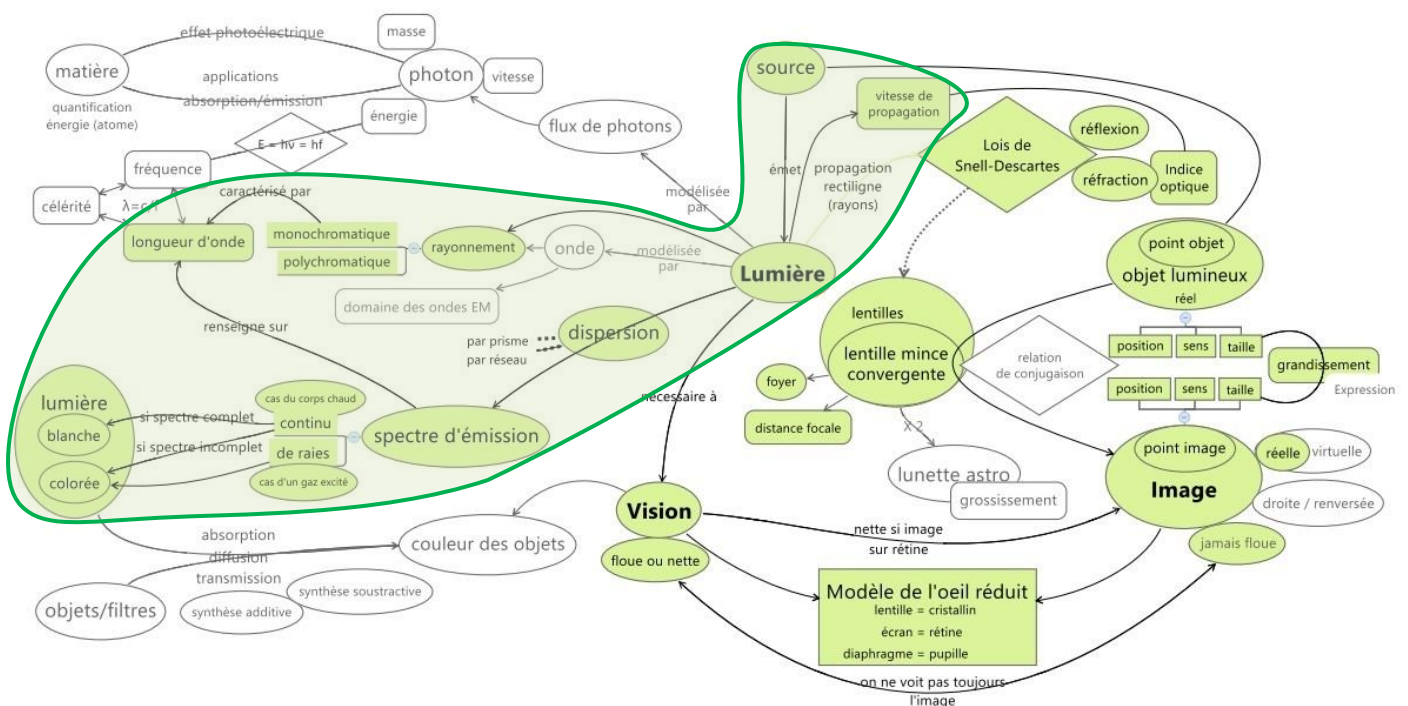 effet photoélectrique
masse
matière
applications
photon
vitesse
absorption/émission
quantification
énergie (atome)
énergie
E = hν = hf
flux de photons
source
vitesse de
propagation
Lois de
Snell-Descartes
réflexion
réfraction
Indice
optique
fréquence
célérité
caractérisé par
modélisée
par
émet
propagation
rectiligne
(rayons)
longueur d'onde
monochromatique
polychromatique
rayonnement
onde
modélisée
par
Lumière
domaine des ondes EM
point objet
objet lumineux
réel
renseigne sur
par prisme
par réseau
dispersion
lentilles
lentille mince
convergente
relation
de conjugaison
position
sens
taille
position
sens
taille
grandissement
Expression
foyer
distance focale
X 2
lunette astro
grossissement
lumière
blanche
colorée
si spectre complet
si spectre incomplet
cas du corps chaud
continu
de raies
cas d'un gaz excité
spectre d'émission
nécessaire à
point image
Image
réelle
virtuelle
droite / renversée
jamais floue
Vision
floue ou nette
nette si image
sur rétine
absorption
diffusion
transmission
couleur des objets
objets/filtres
synthèse additive
synthèse soustractive
Modèle de l'oeil réduit
lentille = cristallin
écran = rétine
diaphragme = pupille
on ne voit pas toujours
l'image